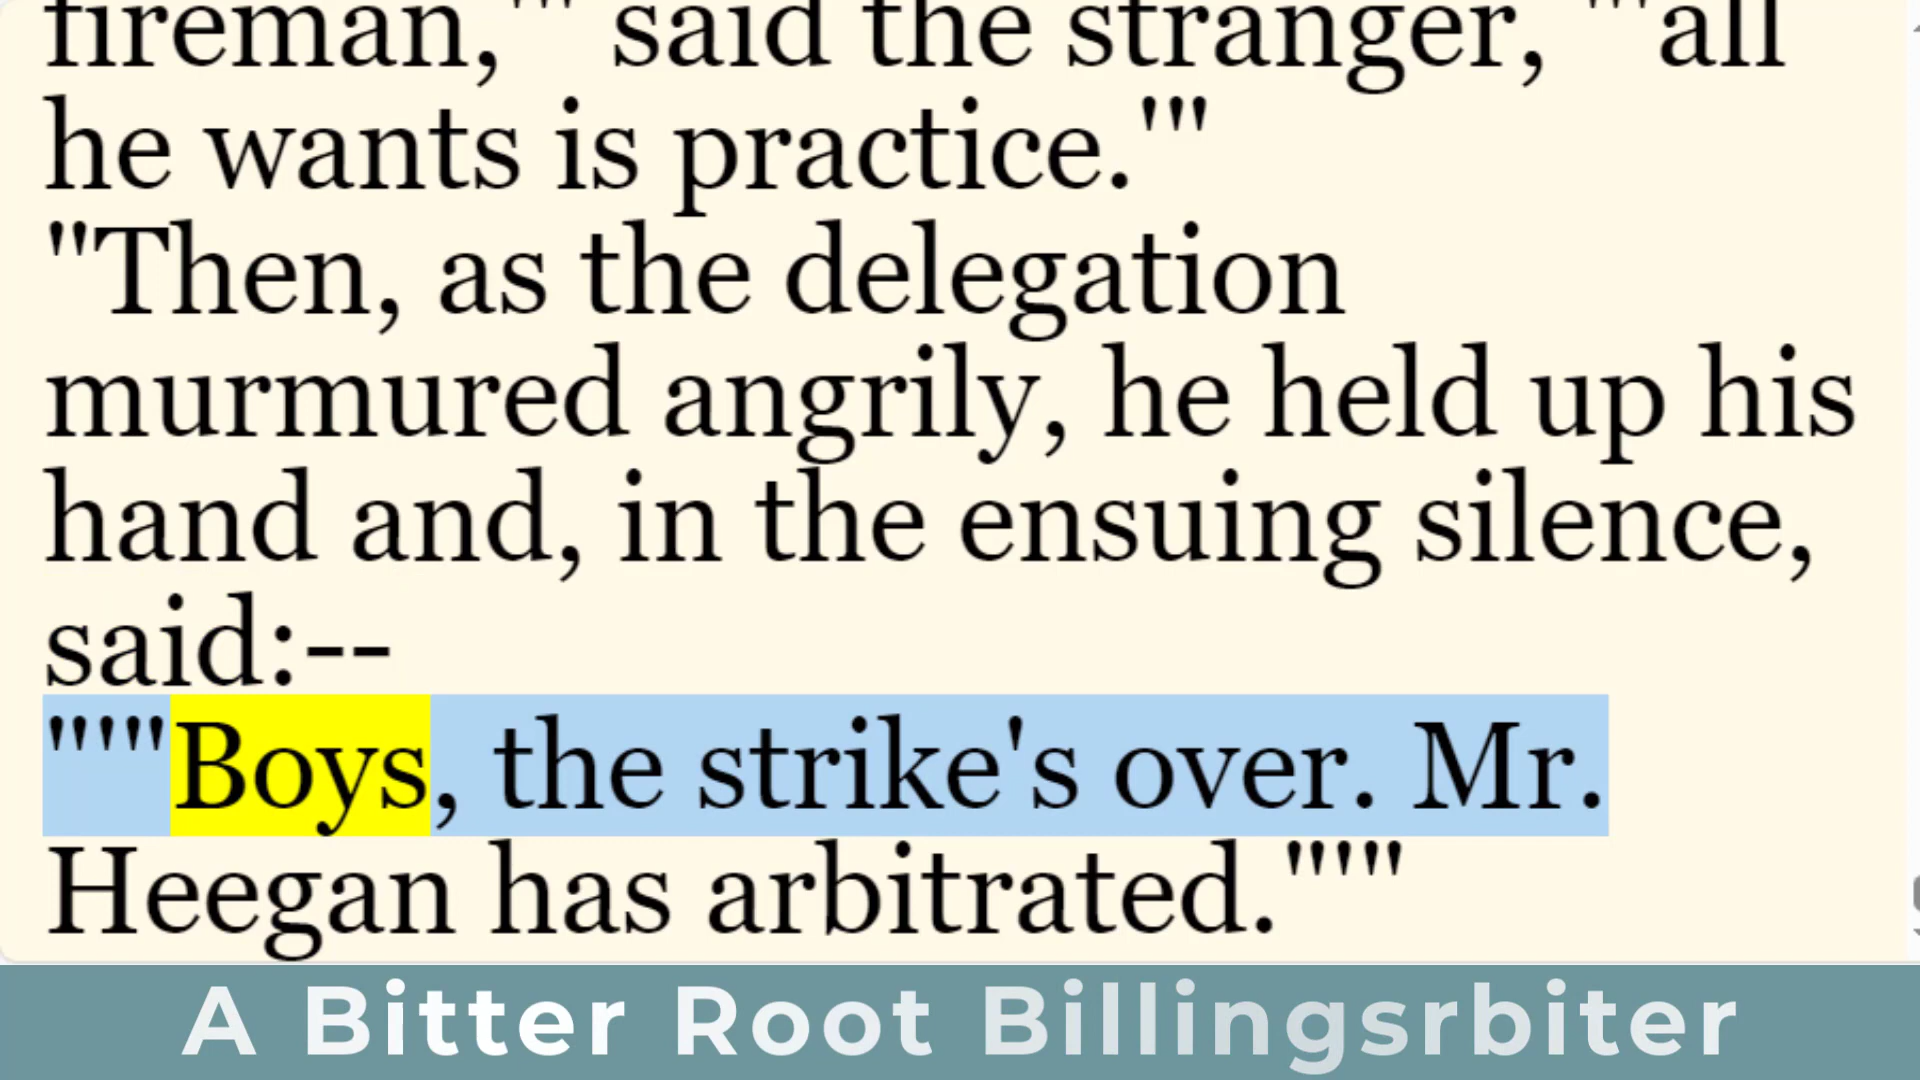 fireman,'" said the stranger, "'all
he wants is practice.'"
"Then, as the delegation
murmured angrily, he held up his
hand and, in the ensuing silence,
said:--
"'"Boys, the strike's over. Mr.
Heegan has arbitrated."'"
A Bitter Root Billingsrbiter